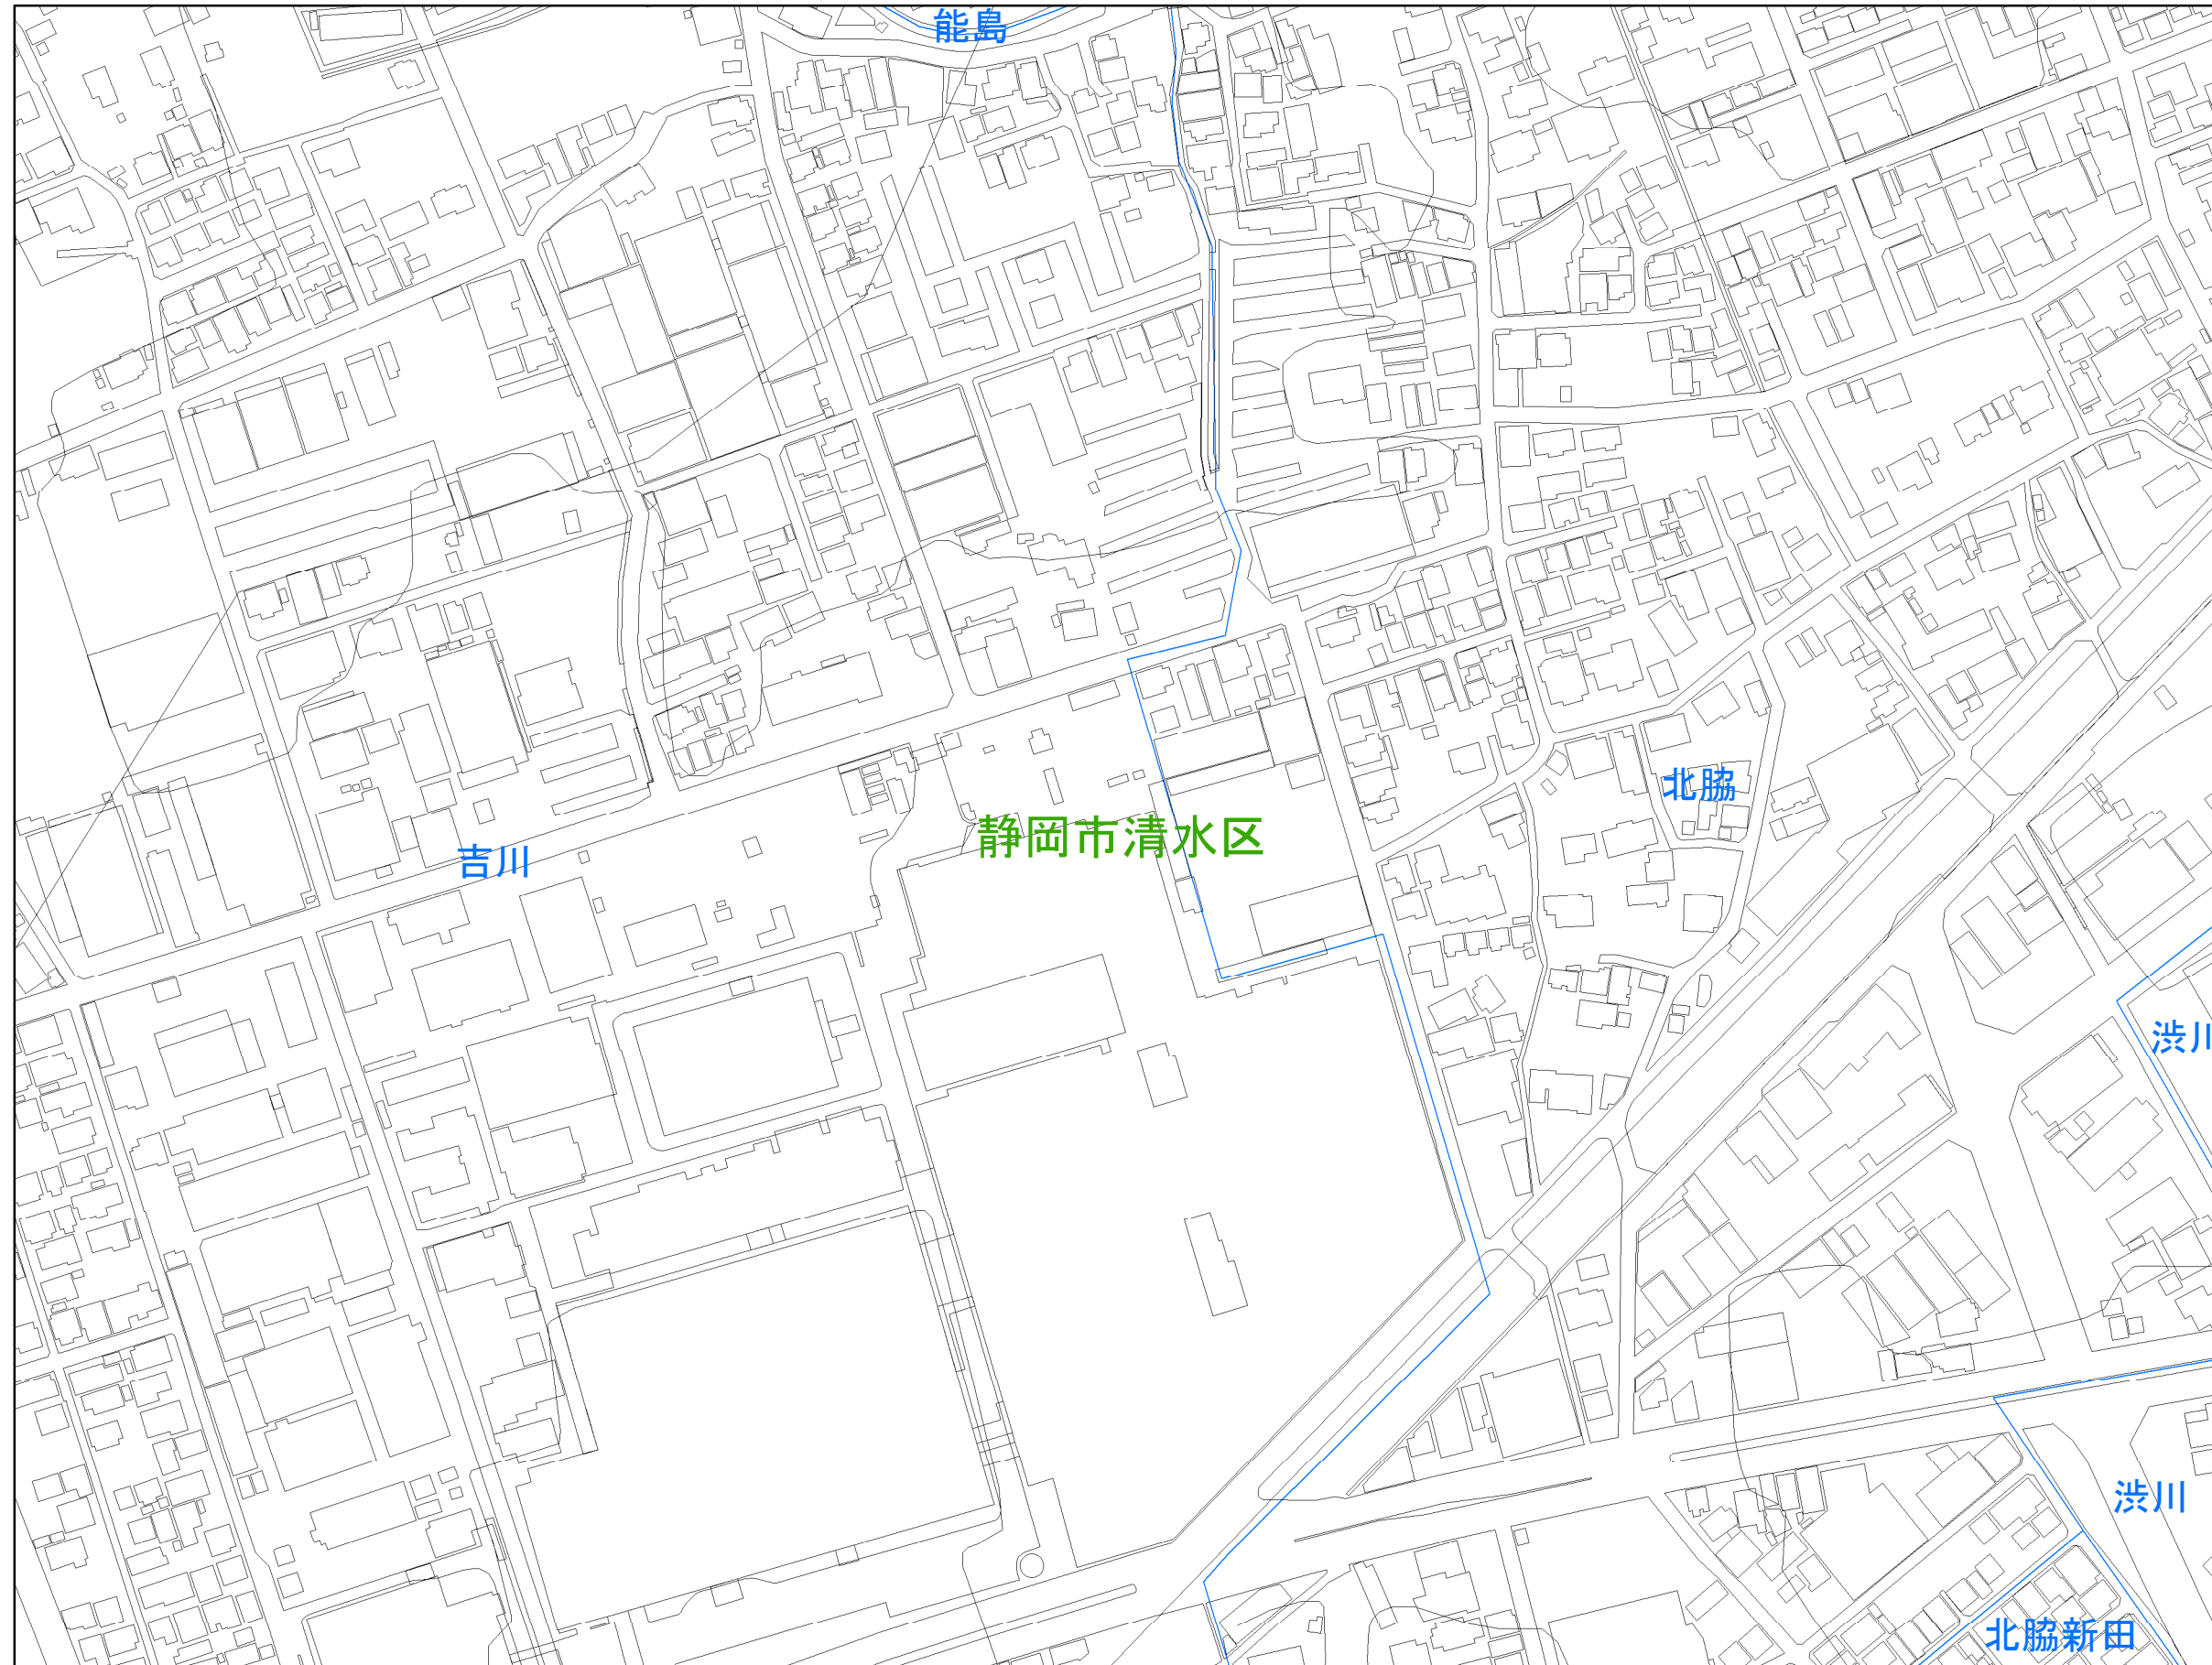 能島
北脇
静岡市清水区
吉川
渋川
渋川
北脇新田